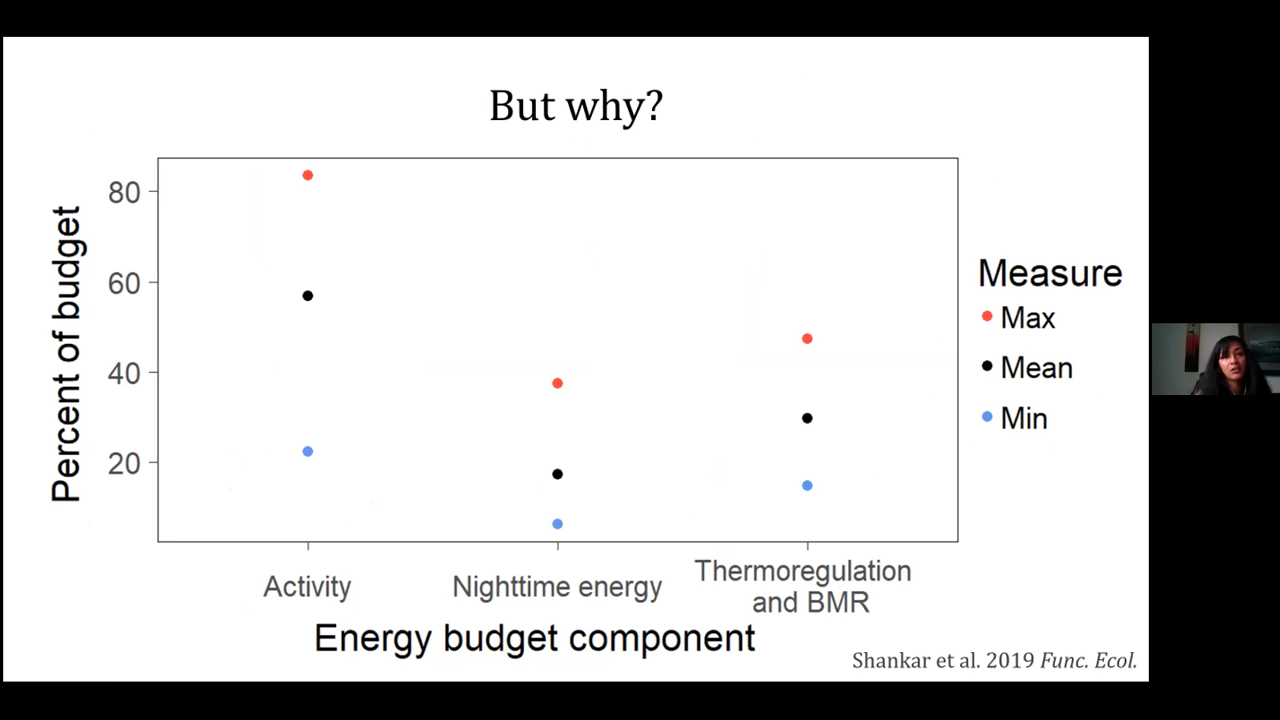 But why?
Percent of budget
80
60
40
20
Activity
Nighttime energy
Thermoregulation
and BMR
Energy budget component
Measure
Max
Mean
Min
Shankar et al. 2019 Func. Ecol.